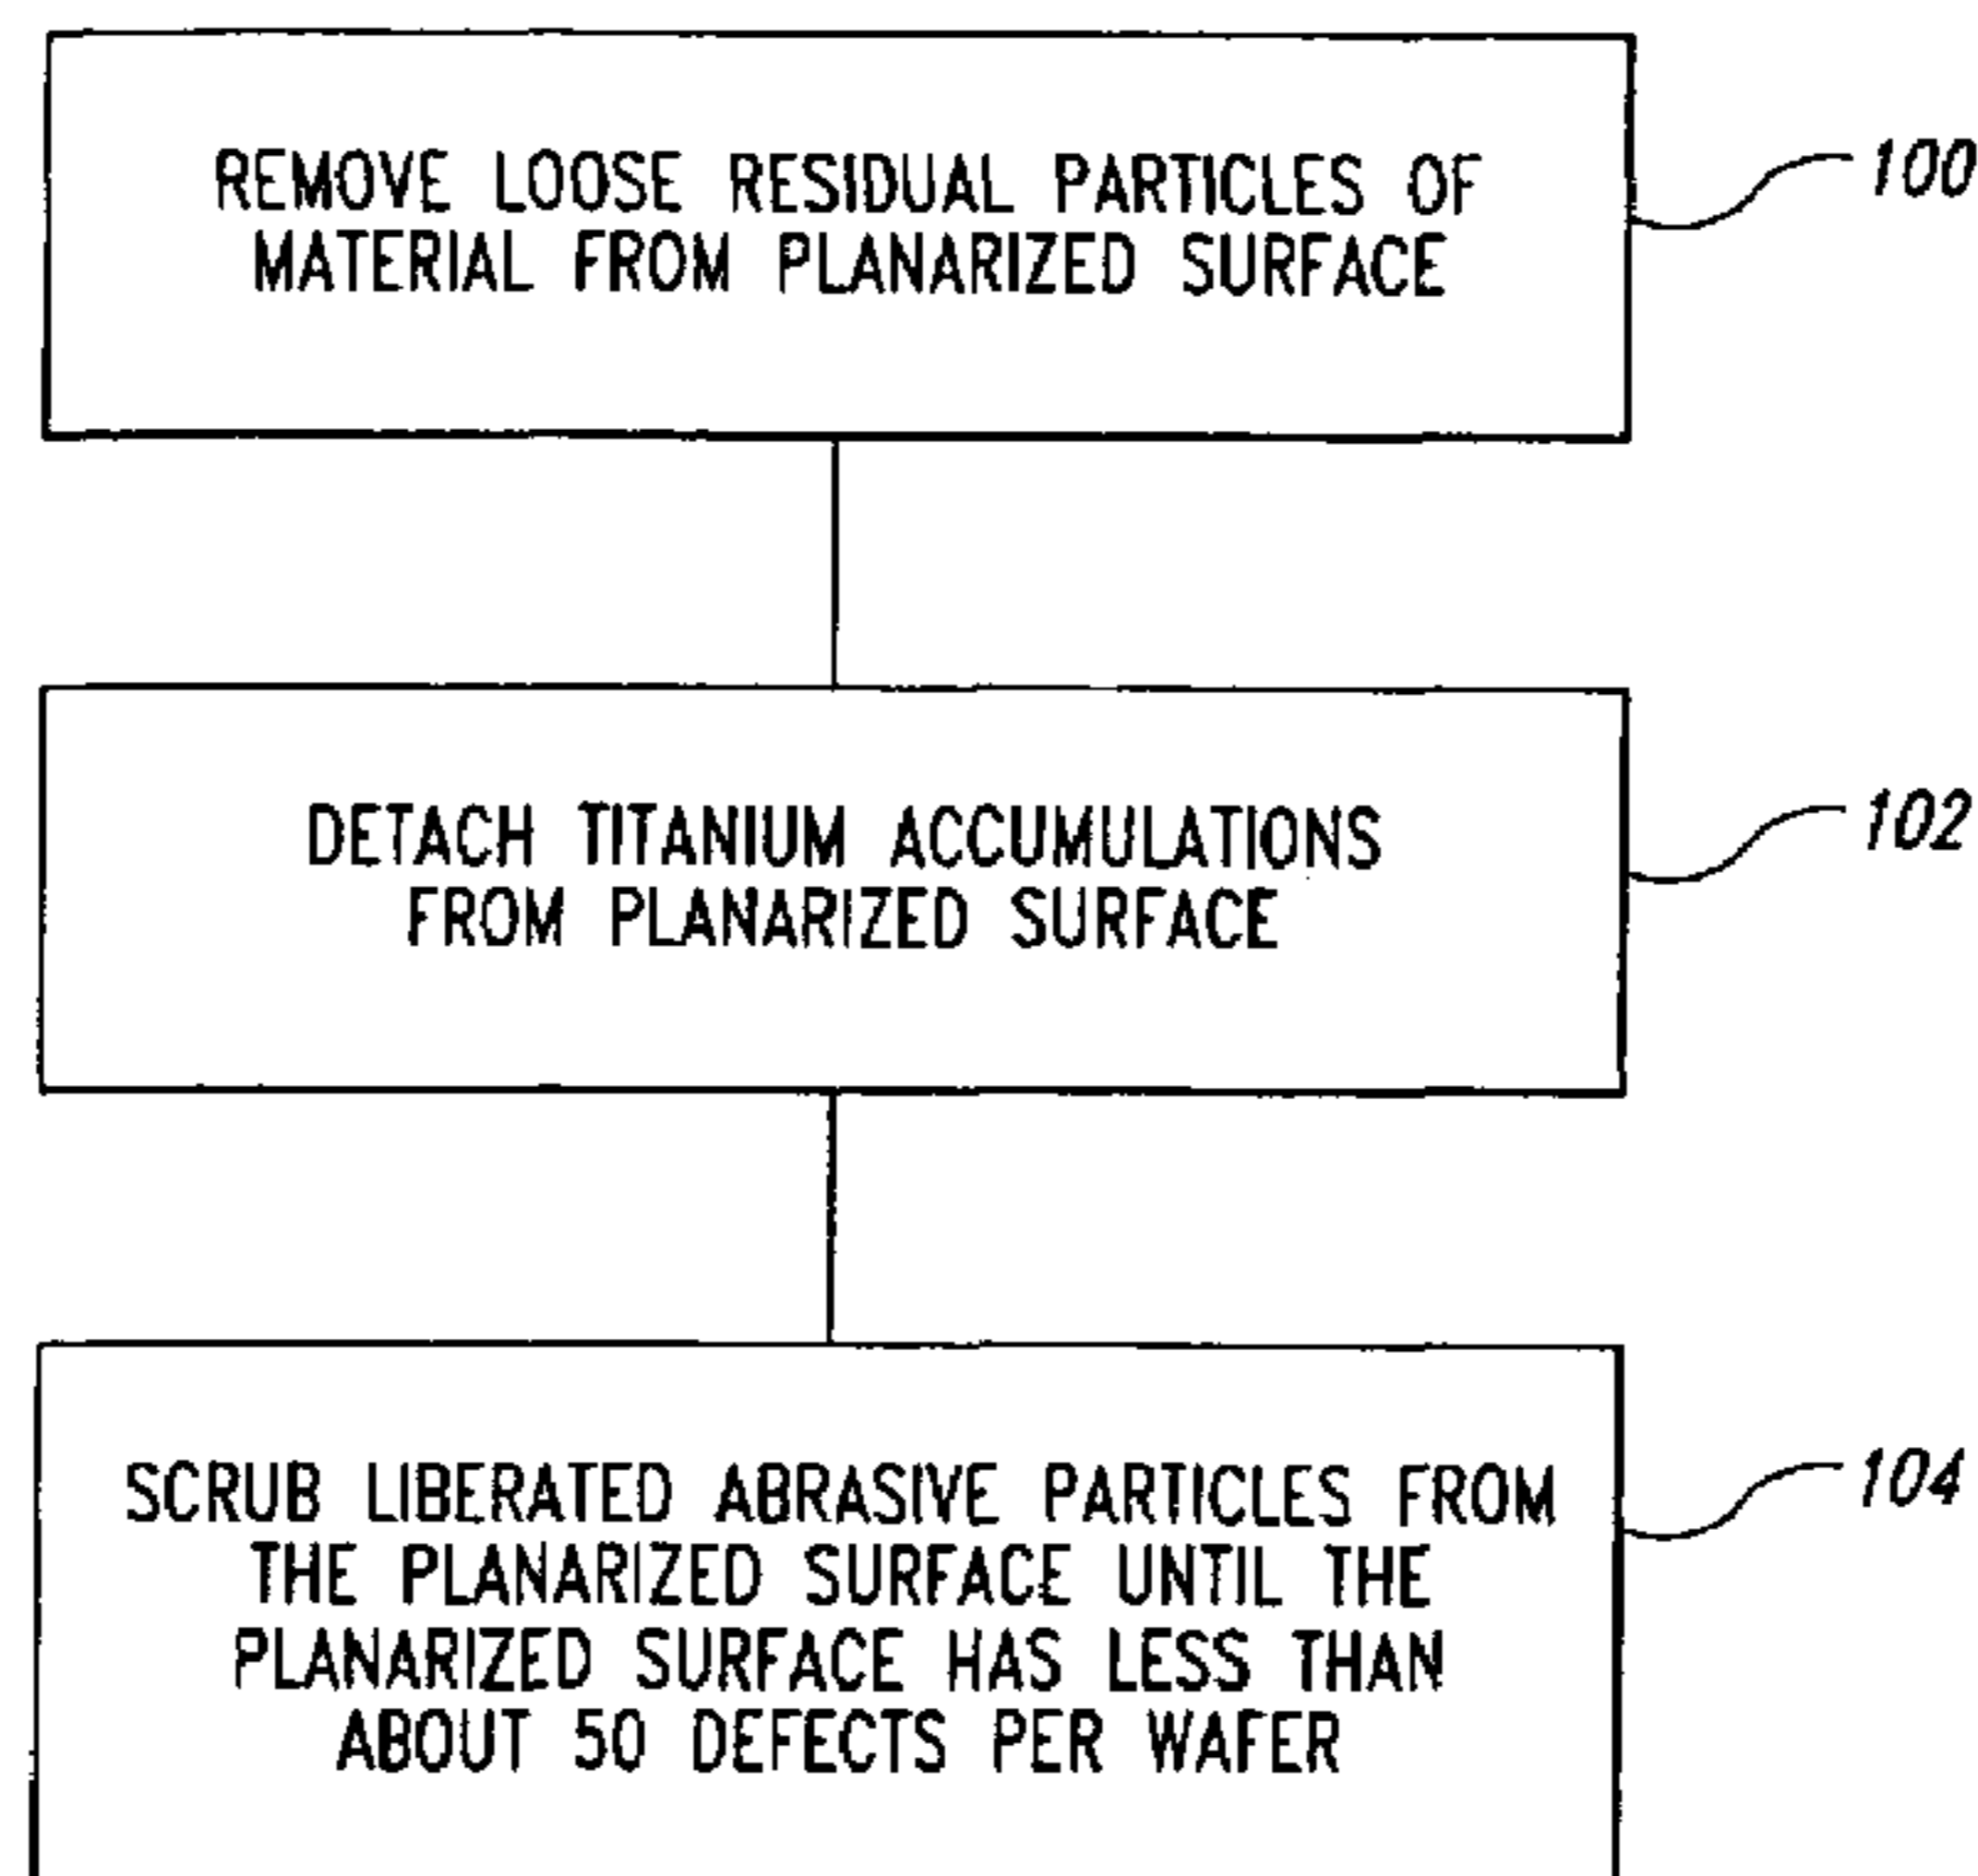 REMOVE LOOSE RESIDUAL PARTICLES OF
MATERIAL FROM PLANARIZED SURFACE
100
DETACH TITANIUM ACCUMULATIONS
FROM PLANARIZED SURFACE
102
SCRUB LIBERATED ABRASIVE PARTICLES FROM
THE PLANARIZED SURFACE UNTIL THE
PLANARIZED SURFACE HAS LESS THAN
ABOUT 50 DEFECTS PER WAFER
104